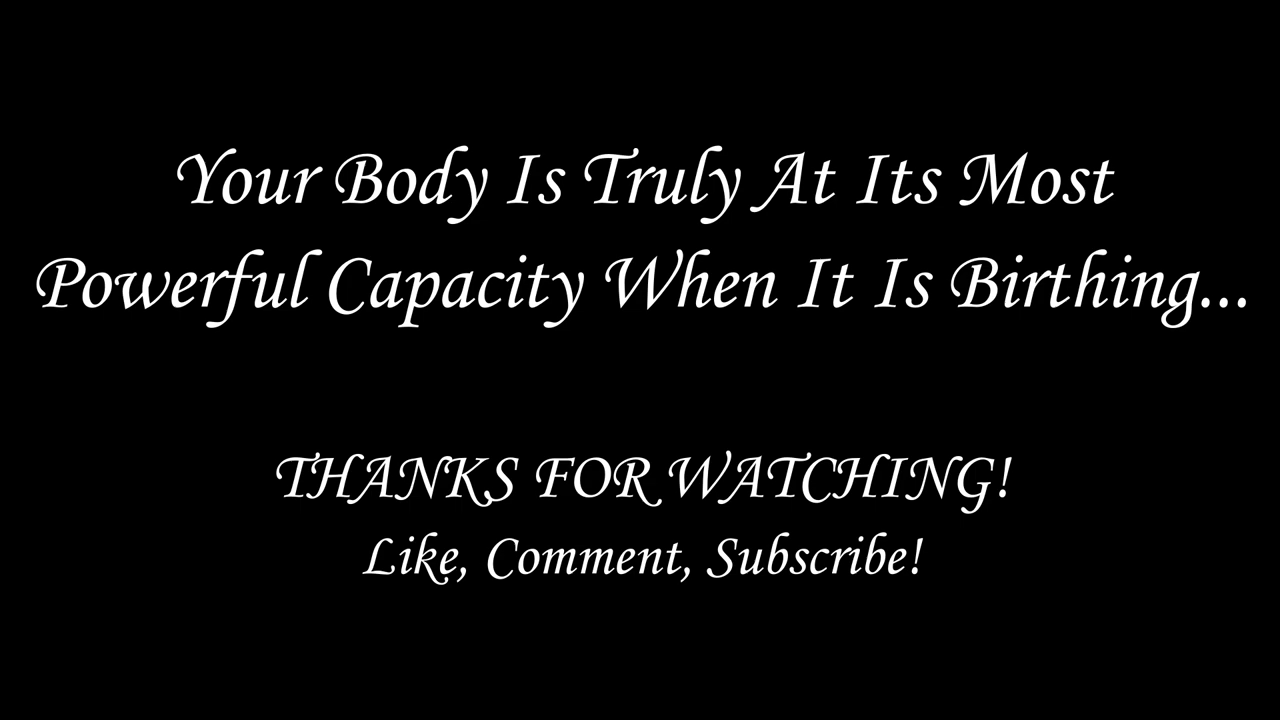 Your Body Is Truly At Its Most
Powerful Capacity When It Is Birthing...
THANKS FOR WATCHING!
Like, Comment, Subscribe!